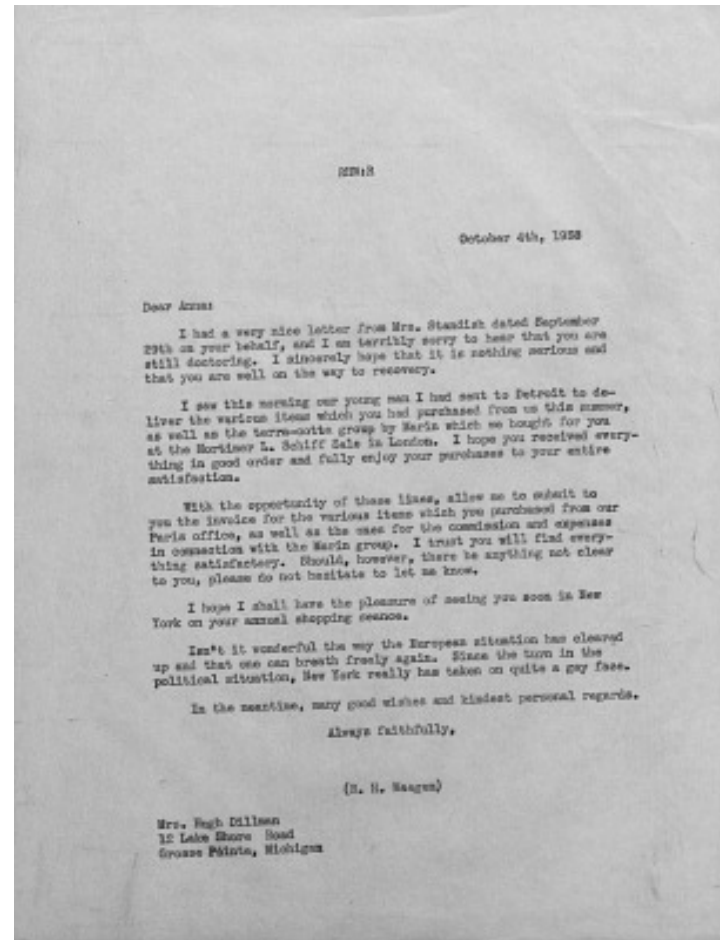 October 4th, 1938
Dear Anna:
I had a very nice letter from Mrs. Standish dated September
29th on your behalf, and I am terribly sorry to hear that you are
still doctoring. I sincerely hope that it is nothing serious and
that you are well on the way to recovery.
I saw this morning our young man I had sent to Detroit to de-
liver the various items which you had purchased from us this summer,
as well as the terra-cotta group by Marin which we bought for you
at the Mortimer L. Schiff Sale in London. I hope you received every-
thing in good order and fully enjoy your purchases to your entire
satisfaction.
With the opportunity of these lines, allow me to submit to
you the invoice for the various items which you purchased from our
Paris office, as well as the ones for the commission and expenses
in connection with the Marin group. I trust you will find every-
thing satisfactory. Should, however, there be anything not clear
to you, please do not hesitate to let me know.
I hope I shall have the pleasure of seeing you soon in New
York on your annual shopping seance.
Isn't it wonderful the way the European situation has cleared
up and that one can breath freely again. Since the turn in the
political situation, New York really has taken on quite a gay face.
In the meantime, many good wishes and kindest personal regards.
Always faithfully,
Mrs. Hugh Dillman
12 Lake Shore Road
Grosse Pointe, Michigan